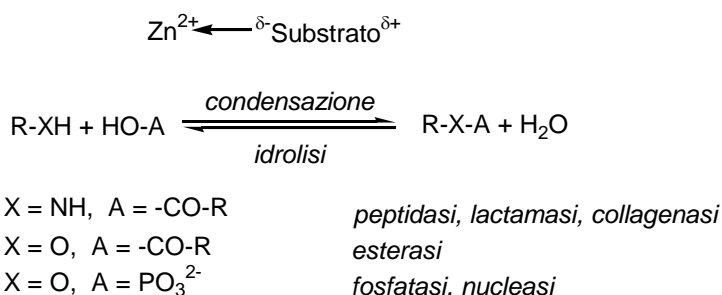 Zn²⁺ ← δ-Substratoδ+
condensazione
R-XH + HO-A ⇌ R-X-A + H₂O
idrolisi
X = NH, A = -CO-R peptidasi, lactamasi, collagenasi
X = O, A = -CO-R esterasi
X = O, A = PO₃²⁻ fosfatasi, nucleasi